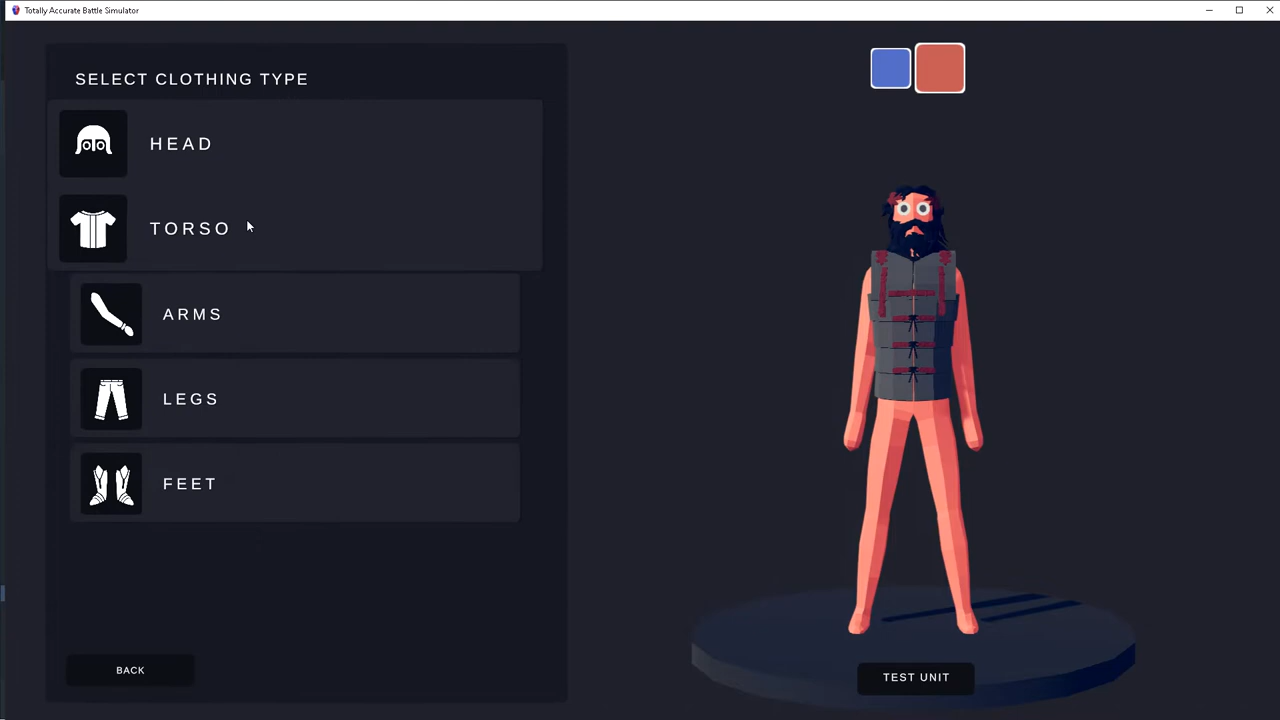 Totally Accurate Battle Simulator
SELECT CLOTHING TYPE
HEAD
TORSO
ARMS
LEGS
FEET
BACK
TEST UNIT